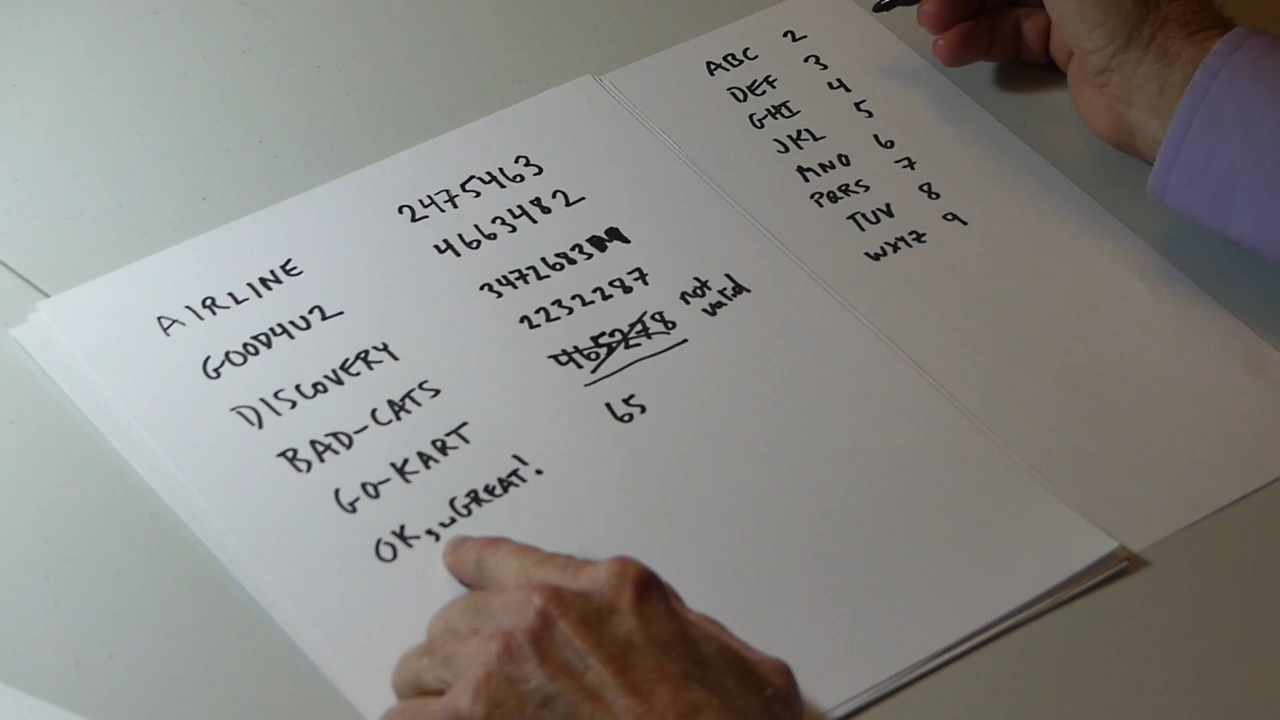 AIRLINE 2475463
GOOD4U2 4663482
DISCOVERY 3472683
BAD-CATS 2232287
GO-KART 465278 not valid
OK,␣GREAT! 65
ABC 2
DEF 3
GHI 4
JKL 5
MNO 6
PQRS 7
TUV 8
WXYZ 9